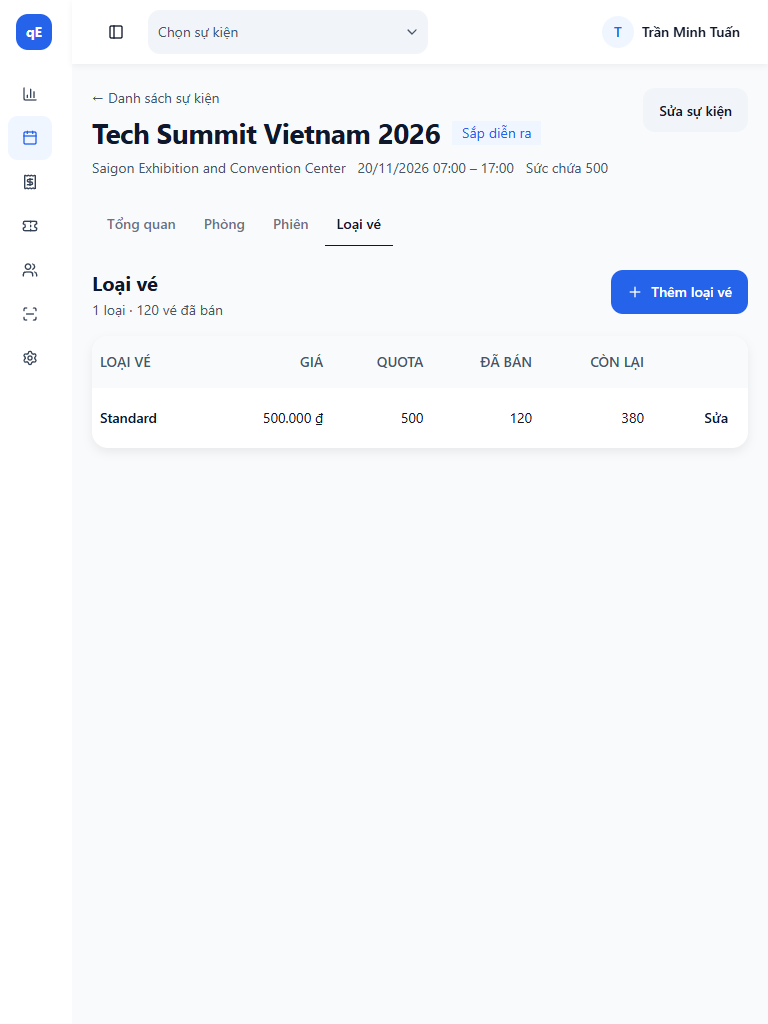 qE
Chọn sự kiện
T Trần Minh Tuấn
← Danh sách sự kiện
Sửa sự kiện
Tech Summit Vietnam 2026 Sắp diễn ra
Saigon Exhibition and Convention Center 20/11/2026 07:00 – 17:00 Sức chứa 500
Tổng quan Phòng Phiên Loại vé
Loại vé
1 loại · 120 vé đã bán
Thêm loại vé
LOẠI VÉ GIÁ QUOTA ĐÃ BÁN CÒN LẠI
Standard 500.000 ₫ 500 120 380 Sửa